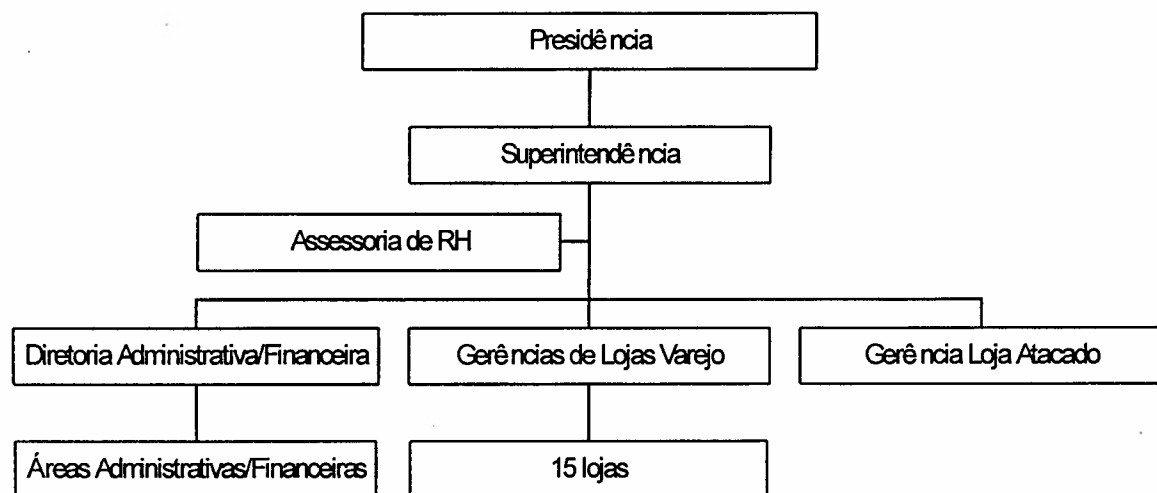 Presidência
Superintendência
Assessoria de RH
Diretoria Administrativa/Financeira
Gerências de Lojas Varejo
Gerência Loja Atacado
Áreas Administrativas/Financeiras
15 lojas